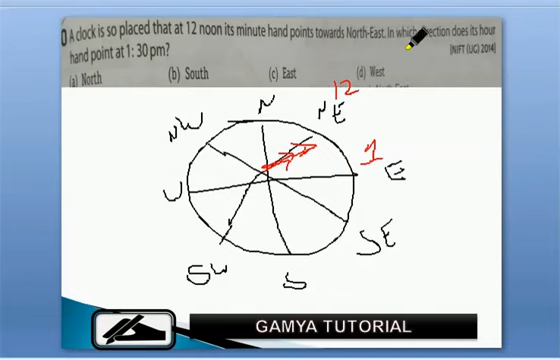 A clock is so placed that at 12 noon its minute hand points towards North-East. In which direction does its hour
hand point at 1: 30 pm?
[NIFT (UG) 2014]
(a) North (b) South (c) East (d) West
12
N
NW
NE
1
E
W
SE
SW
S
GAMYA TUTORIAL